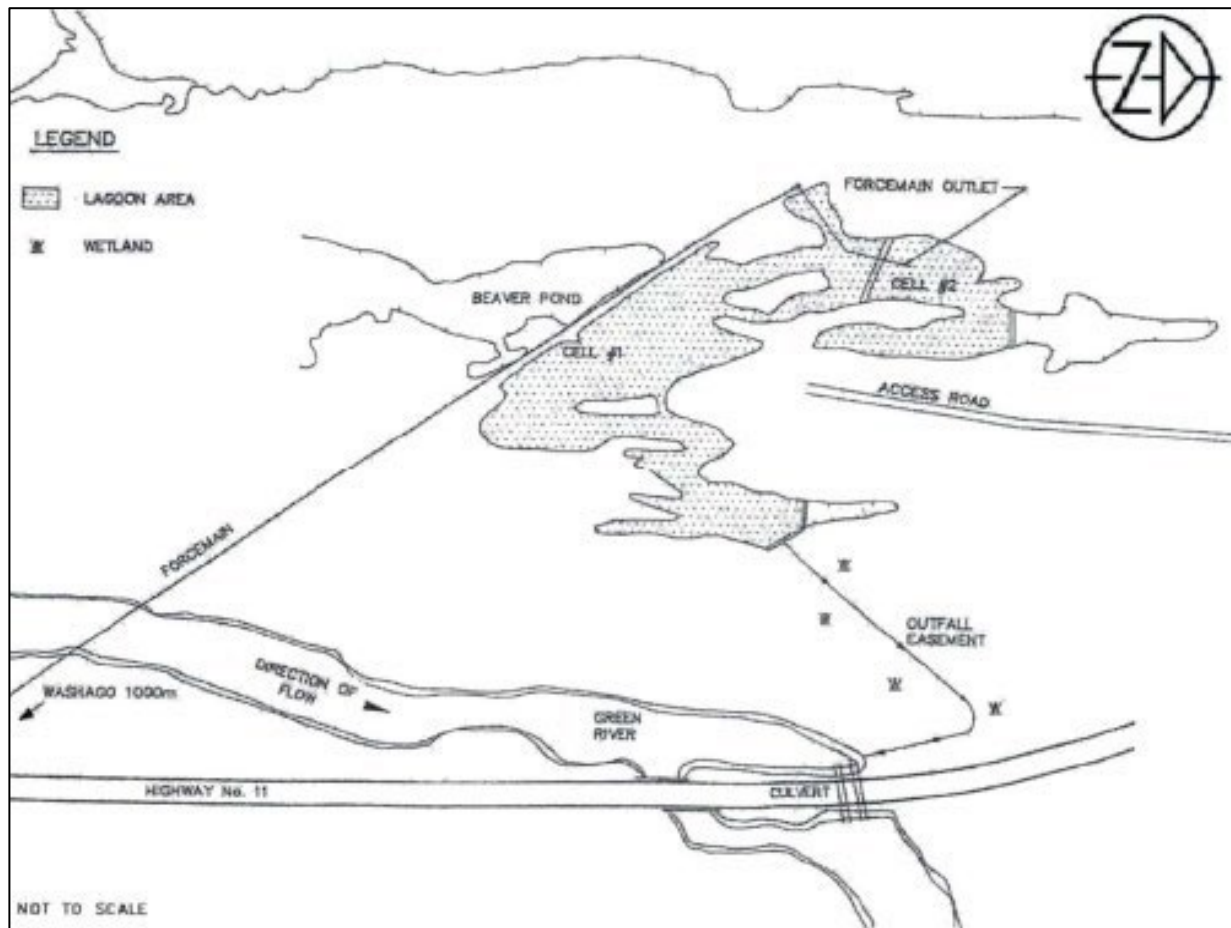 N
LEGEND
LAGOON AREA
WETLAND
FORCEMAIN OUTLET
BEAVER POND
CELL #2
CELL #1
ACCESS ROAD
FORCEMAIN
OUTFALL
EASEMENT
DIRECTION OF
FLOW
WASHAGO 1000m
GREEN
RIVER
HIGHWAY No. 11
CULVERT
NOT TO SCALE